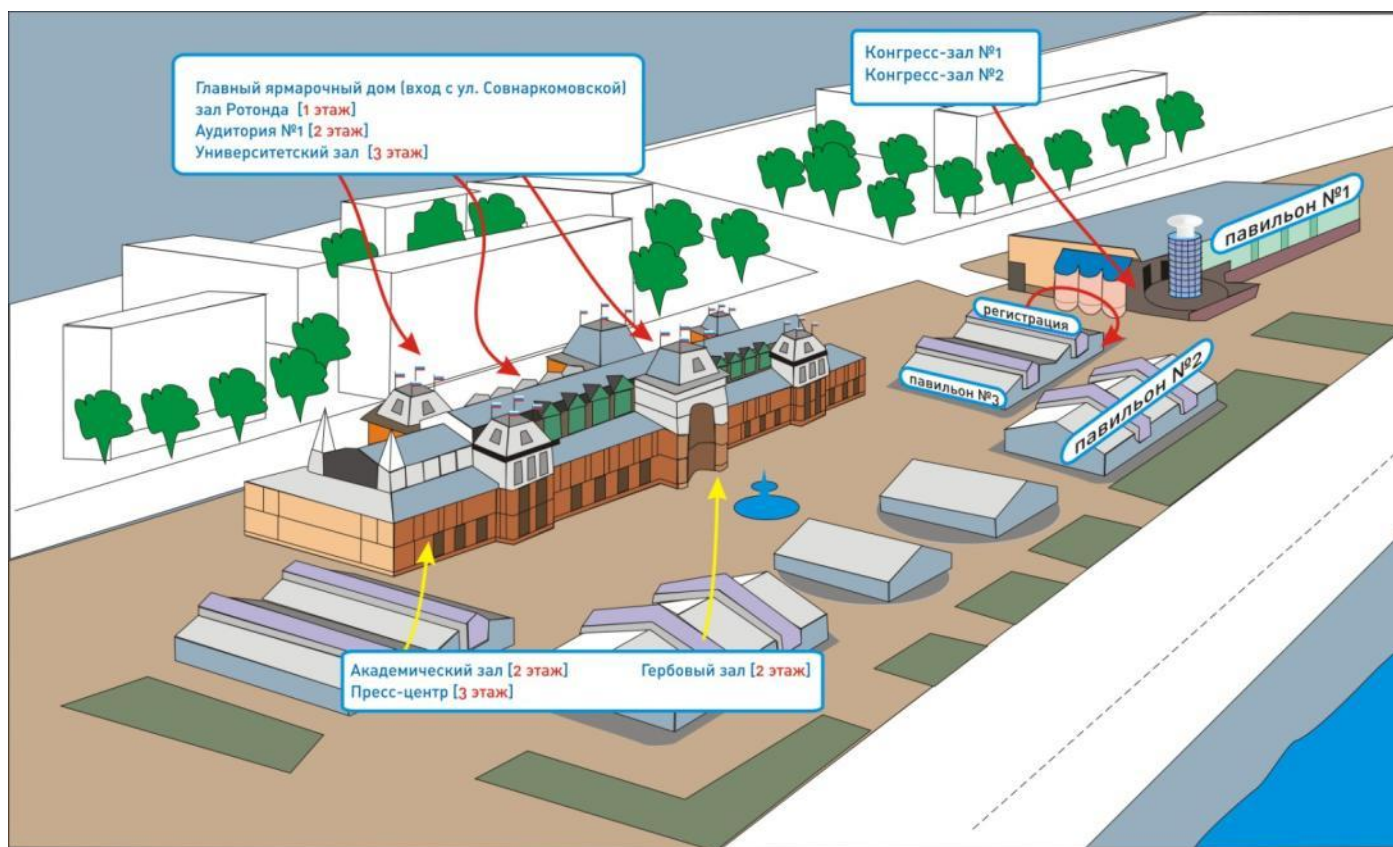 Главный ярмарочный дом (вход с ул. Совнаркомовской)
зал Ротонда [1 этаж]
Аудитория №1 [2 этаж]
Университетский зал [3 этаж]
Конгресс-зал №1
Конгресс-зал №2
павильон №1
регистрация
павильон №3
павильон №2
Академический зал [2 этаж]
Пресс-центр [3 этаж]
Гербовый зал [2 этаж]